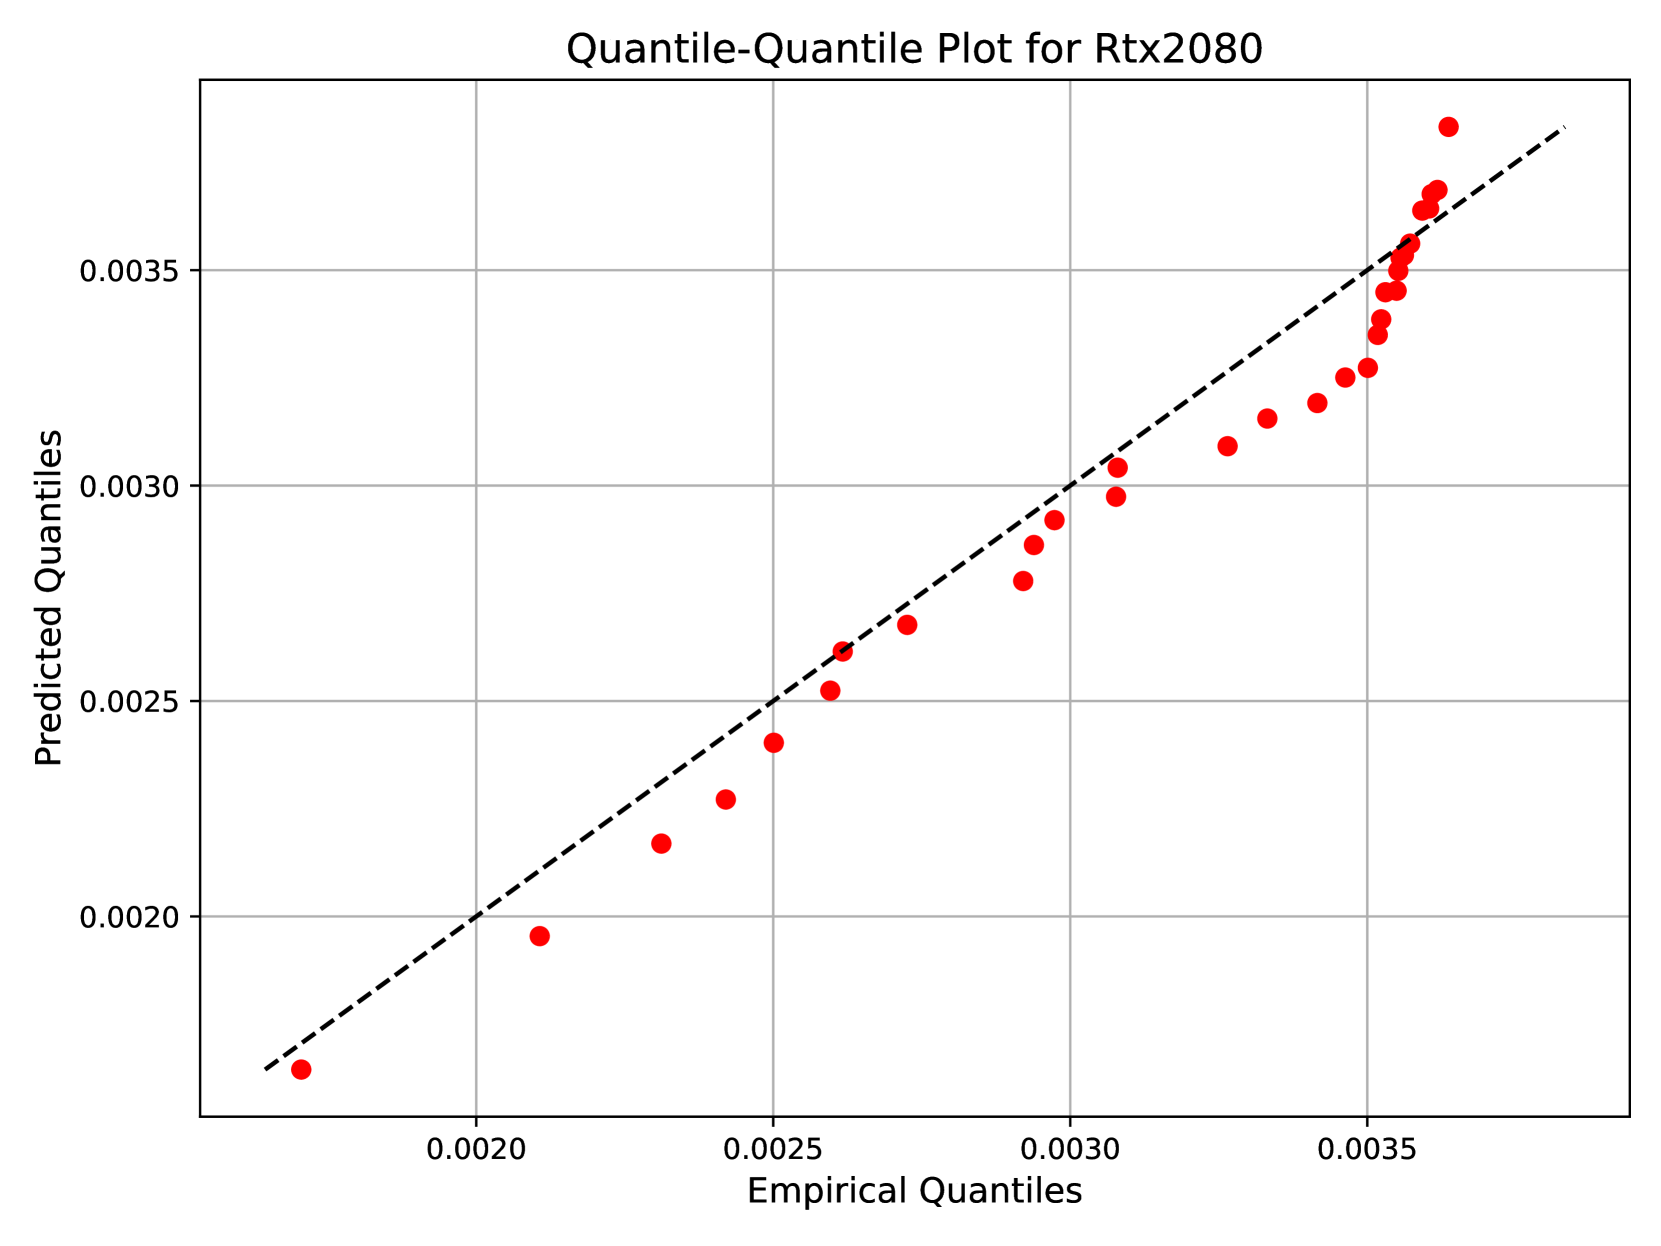 Quantile-Quantile Plot for Rtx2080
Predicted Quantiles
0.0035
0.0030
0.0025
0.0020
0.0020 0.0025 0.0030 0.0035
Empirical Quantiles